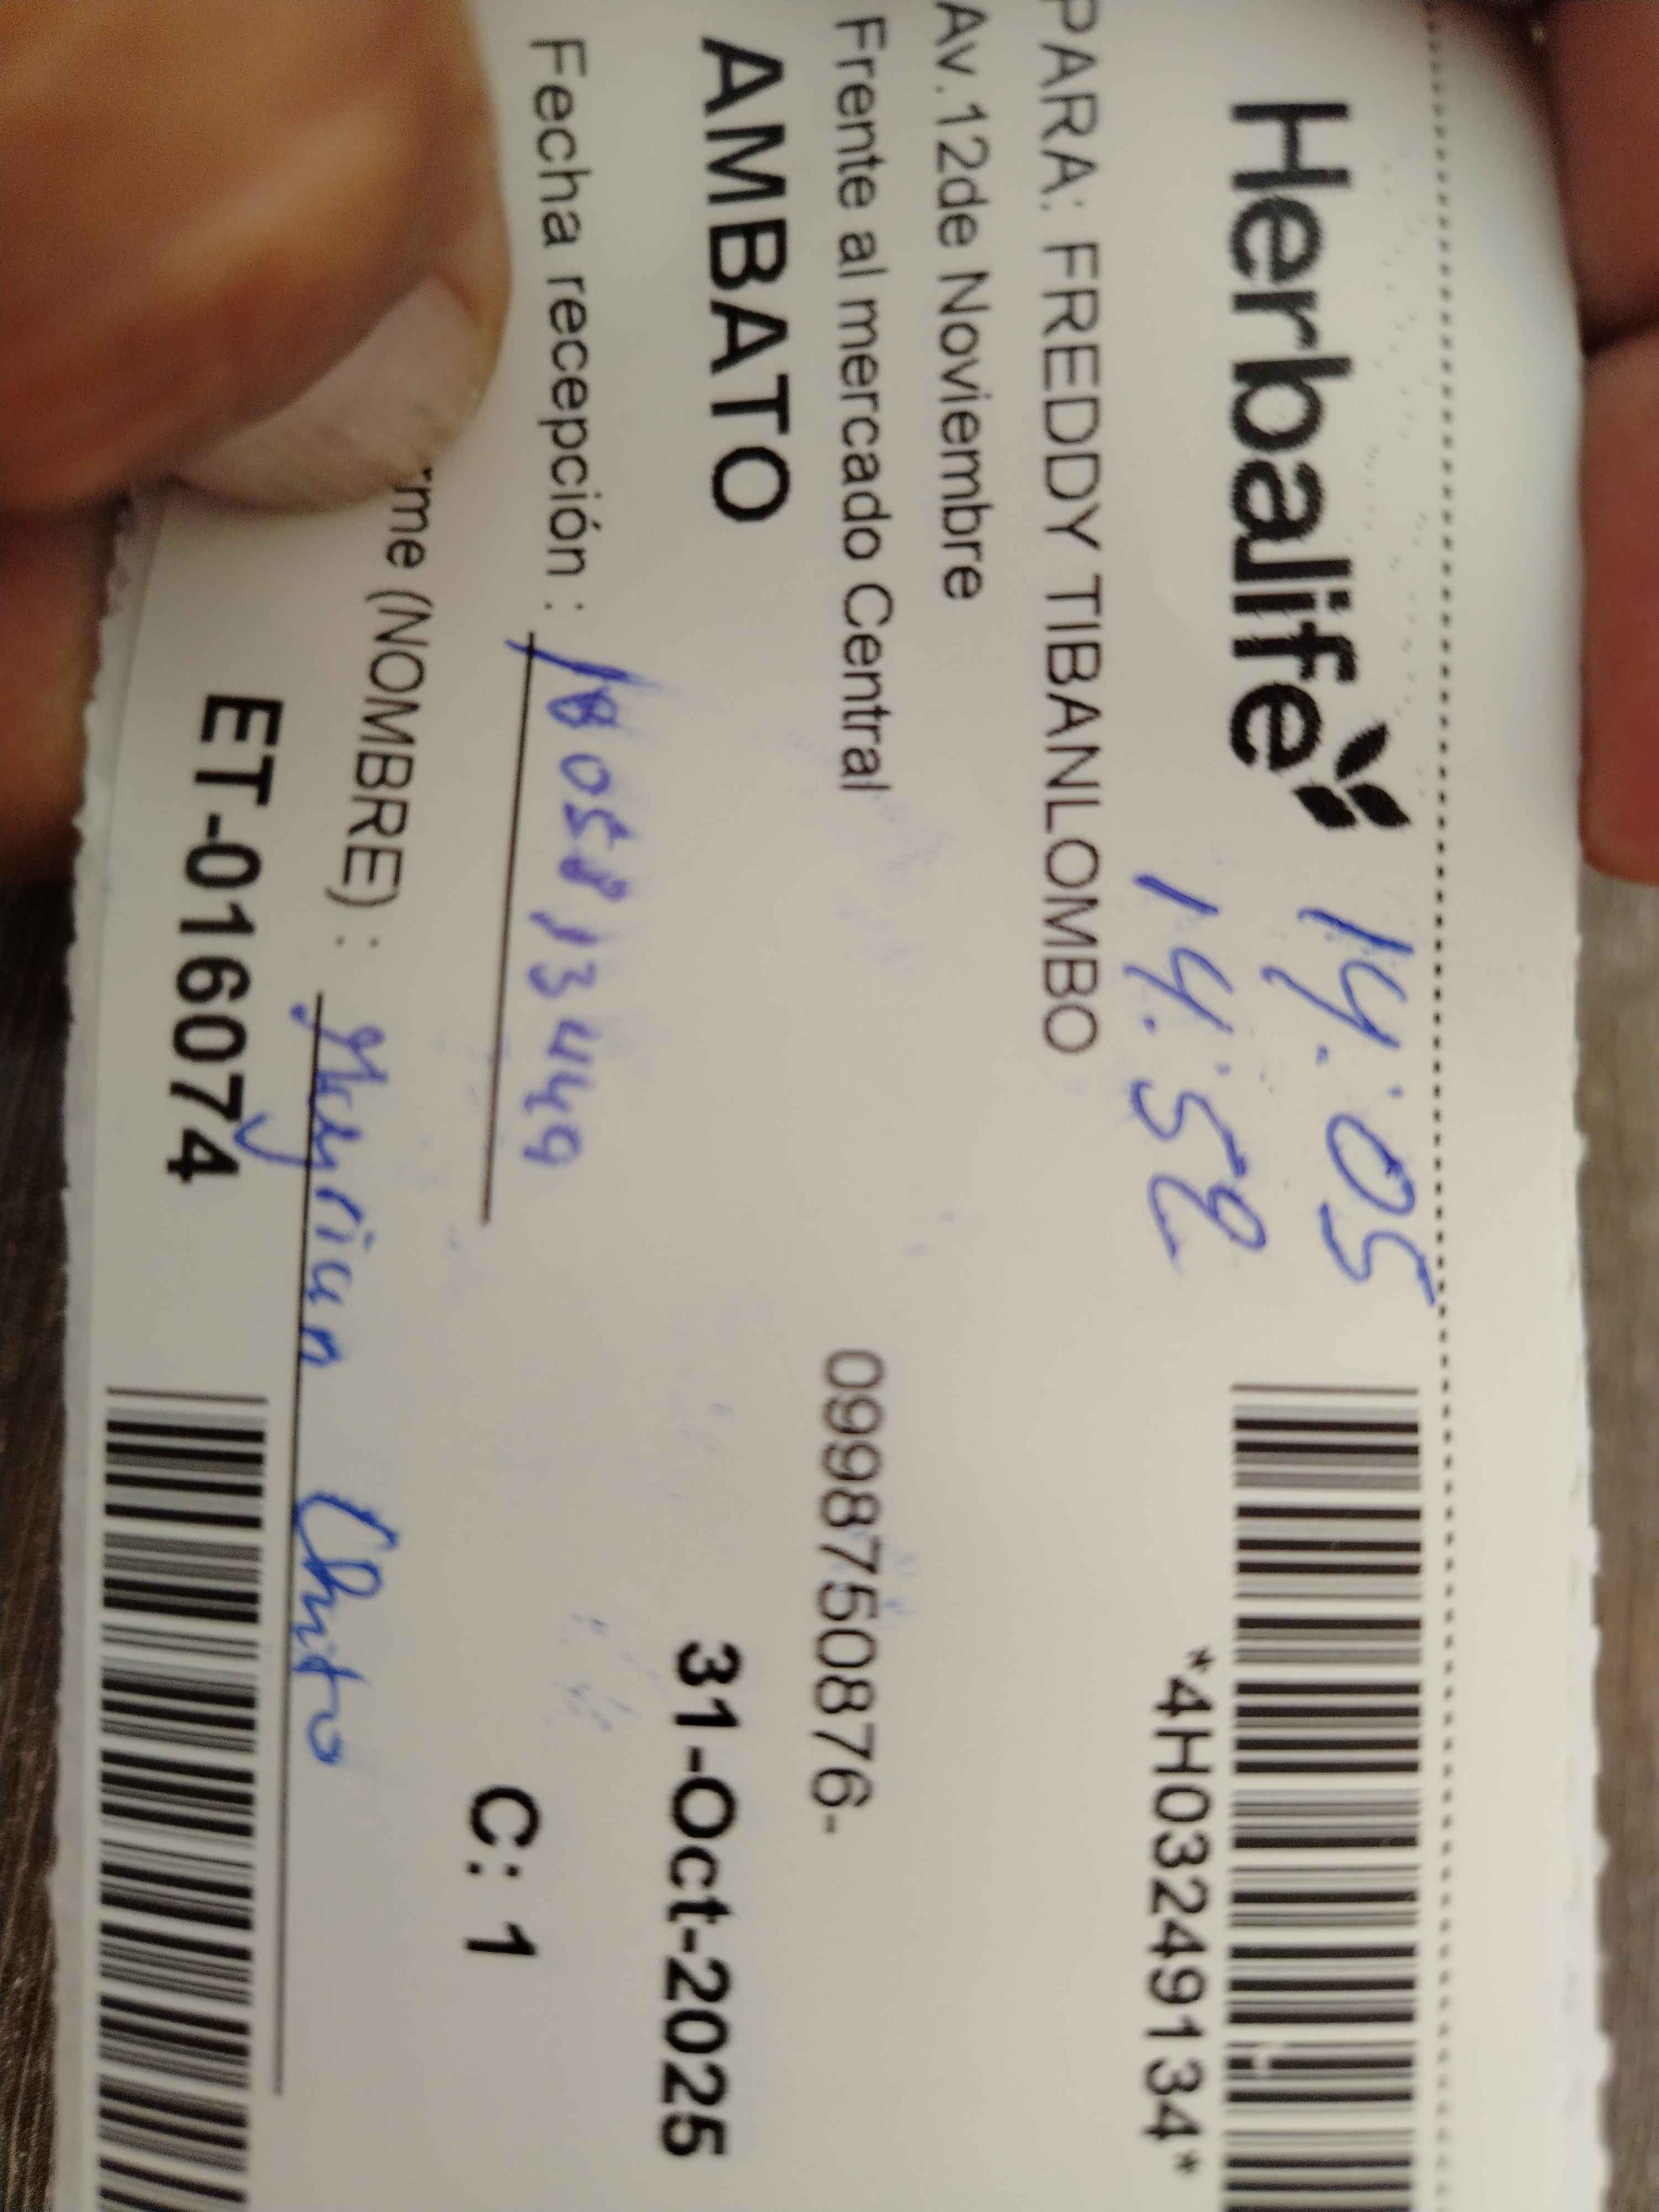 Herbalife
14:05
14:52
*4H03249134*
PARA: FREDDY TIBANLOMBO
Av.12de Noviembre
Frente al mercado Central
0998750876-
AMBATO
31-Oct-2025
Fecha recepción :
C: 1
rme (NOMBRE) : Myrian
ET-016074